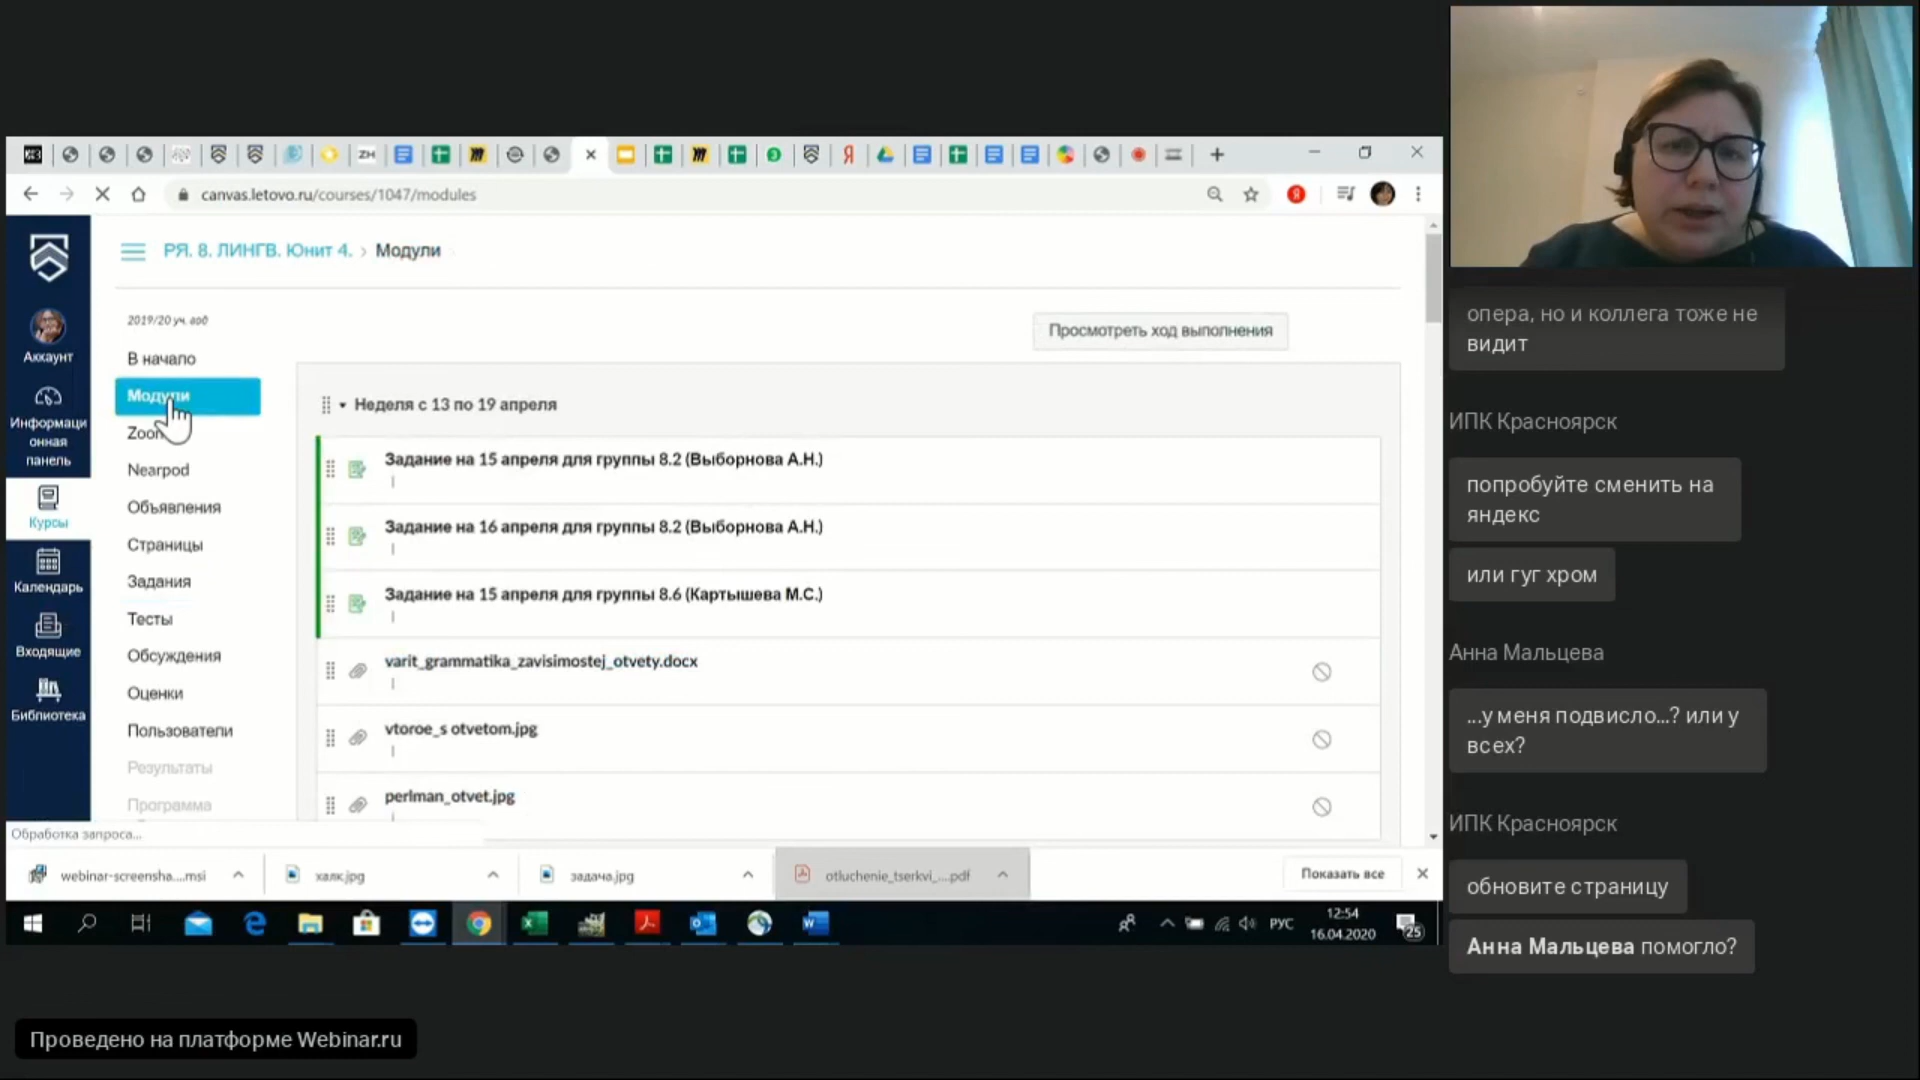 canvas.letovo.ru/courses/1047/modules
РЯ. 8. ЛИНГВ. Юнит 4. › Модули
2019/20 уч. год
Просмотреть ход выполнения
Аккаунт
Информаци
онная
панель
Курсы
Календарь
Входящие
Библиотека
В начало
Модули
Zoom
Nearpod
Объявления
Страницы
Задания
Тесты
Обсуждения
Оценки
Пользователи
Результаты
Программа
Неделя с 13 по 19 апреля
Задание на 15 апреля для группы 8.2 (Выборнова А.Н.)
Задание на 16 апреля для группы 8.2 (Выборнова А.Н.)
Задание на 15 апреля для группы 8.6 (Картышева М.С.)
varit_grammatika_zavisimostej_otvety.docx
vtoroe_s otvetom.jpg
perlman_otvet.jpg
Обработка запроса...
webinar-screensha....msi
халк.jpg
задача.jpg
otluchenie_tserkvi_....pdf
Показать все
РУС
12:54
16.04.2020
25
опера, но и коллега тоже не
видит
ИПК Красноярск
попробуйте сменить на
яндекс
или гуг хром
Анна Мальцева
...у меня подвисло...? или у
всех?
ИПК Красноярск
обновите страницу
Анна Мальцева помогло?
Проведено на платформе Webinar.ru